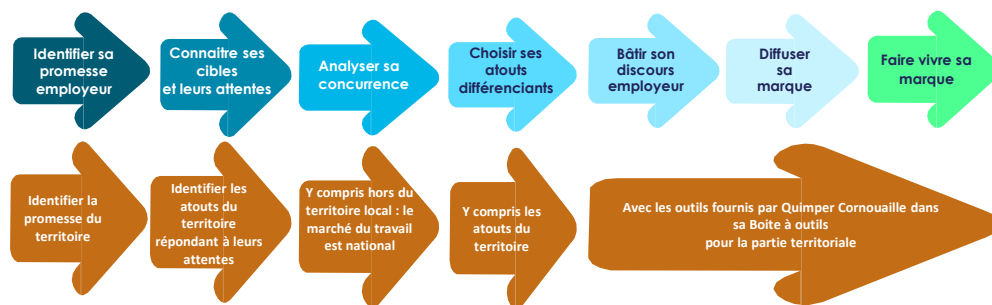 Identifier sa
promesse
employeur
Connaitre ses
cibles
et leurs attentes
Analyser sa
concurrence
Choisir ses
atouts
différenciants
Bâtir son
discours
employeur
Diffuser
sa
marque
Faire vivre sa
marque
Identifier la
promesse du
territoire
Identifier les
atouts du
territoire
répondant à leurs
attentes
Y compris hors du
territoire local : le
marché du travail
est national
Y compris les
atouts du
territoire
Avec les outils fournis par Quimper Cornouaille dans
sa Boite à outils
pour la partie territoriale